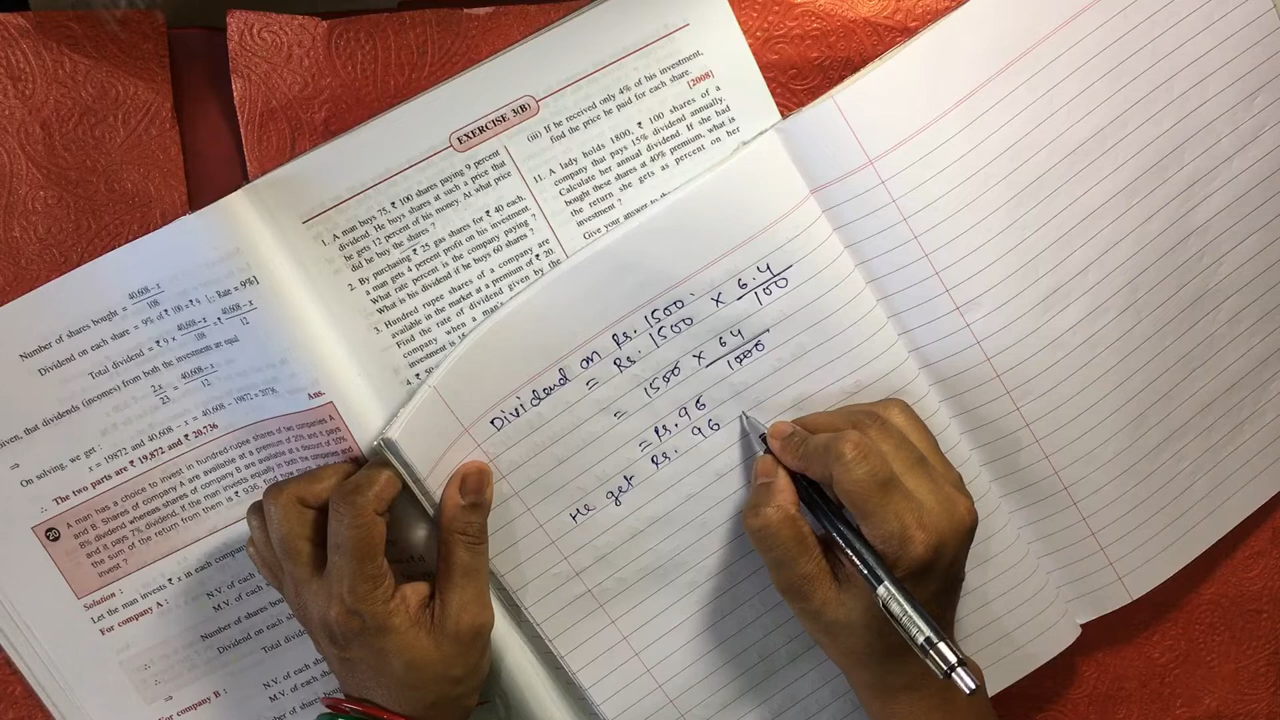 Number of shares bought = 40,608-x / 108
Dividend on each share = 9% of ₹ 100 = ₹ 9 [∵ Rate = 9%]
Total dividend = ₹ 9 × 40,608-x / 108 = ₹ 40,608-x / 12
given, that dividends (incomes) from both the investments are equal
⇒ 2x / 23 = 40,608-x / 12
On solving, we get :
x = 19872 and 40,608 - x = 40,608 - 19872 = 20736
∴ The two parts are ₹ 19,872 and ₹ 20,736 Ans.
20 A man has a choice to invest in hundred-rupee shares of two companies A
and B. Shares of company A are available at a premium of 20% and it pays
8% dividend whereas shares of company B are available at a discount of 10%
and it pays 7% dividend. If the man invests equally in both the companies and
the sum of the return from them is ₹ 936, find how much
invest ?
Solution :
Let the man invests ₹ x in each company
For company A : N.V. of each
M.V. of each
Number of shares
∴ Dividend on each
⇒ Total divide
For company B : N.V. of each sha
M.V. of each
EXERCISE 3(B)
1. A man buys 75, ₹ 100 shares paying 9 percent
dividend. He buys shares at such a price that
he gets 12 percent of his money. At what price
did he buy the shares ?
2. By purchasing ₹ 25 gas shares for ₹ 40 each,
a man gets 4 percent profit on his investment.
What rate percent is the company paying ?
What is his dividend if he buys 60 shares ?
3. Hundred rupee shares of a company are
available in the market at a premium of ₹ 20.
Find the rate of dividend given by the
company when a man's
investment is 15
4. ₹ 50
(iii) If he received only 4% of his investment,
find the price he paid for each share.
[2008]
11. A lady holds 1800, ₹ 100 shares of a
company that pays 15% dividend annually.
Calculate her annual dividend. If she had
bought these shares at 40% premium, what is
the return she gets as percent on her
investment ?
Give your answer to the
Dividend on Rs. 1500.
= Rs. 1500 × 6.4 / 100
= 1500 × 64 / 1000
= Rs. 96
He get Rs. 96